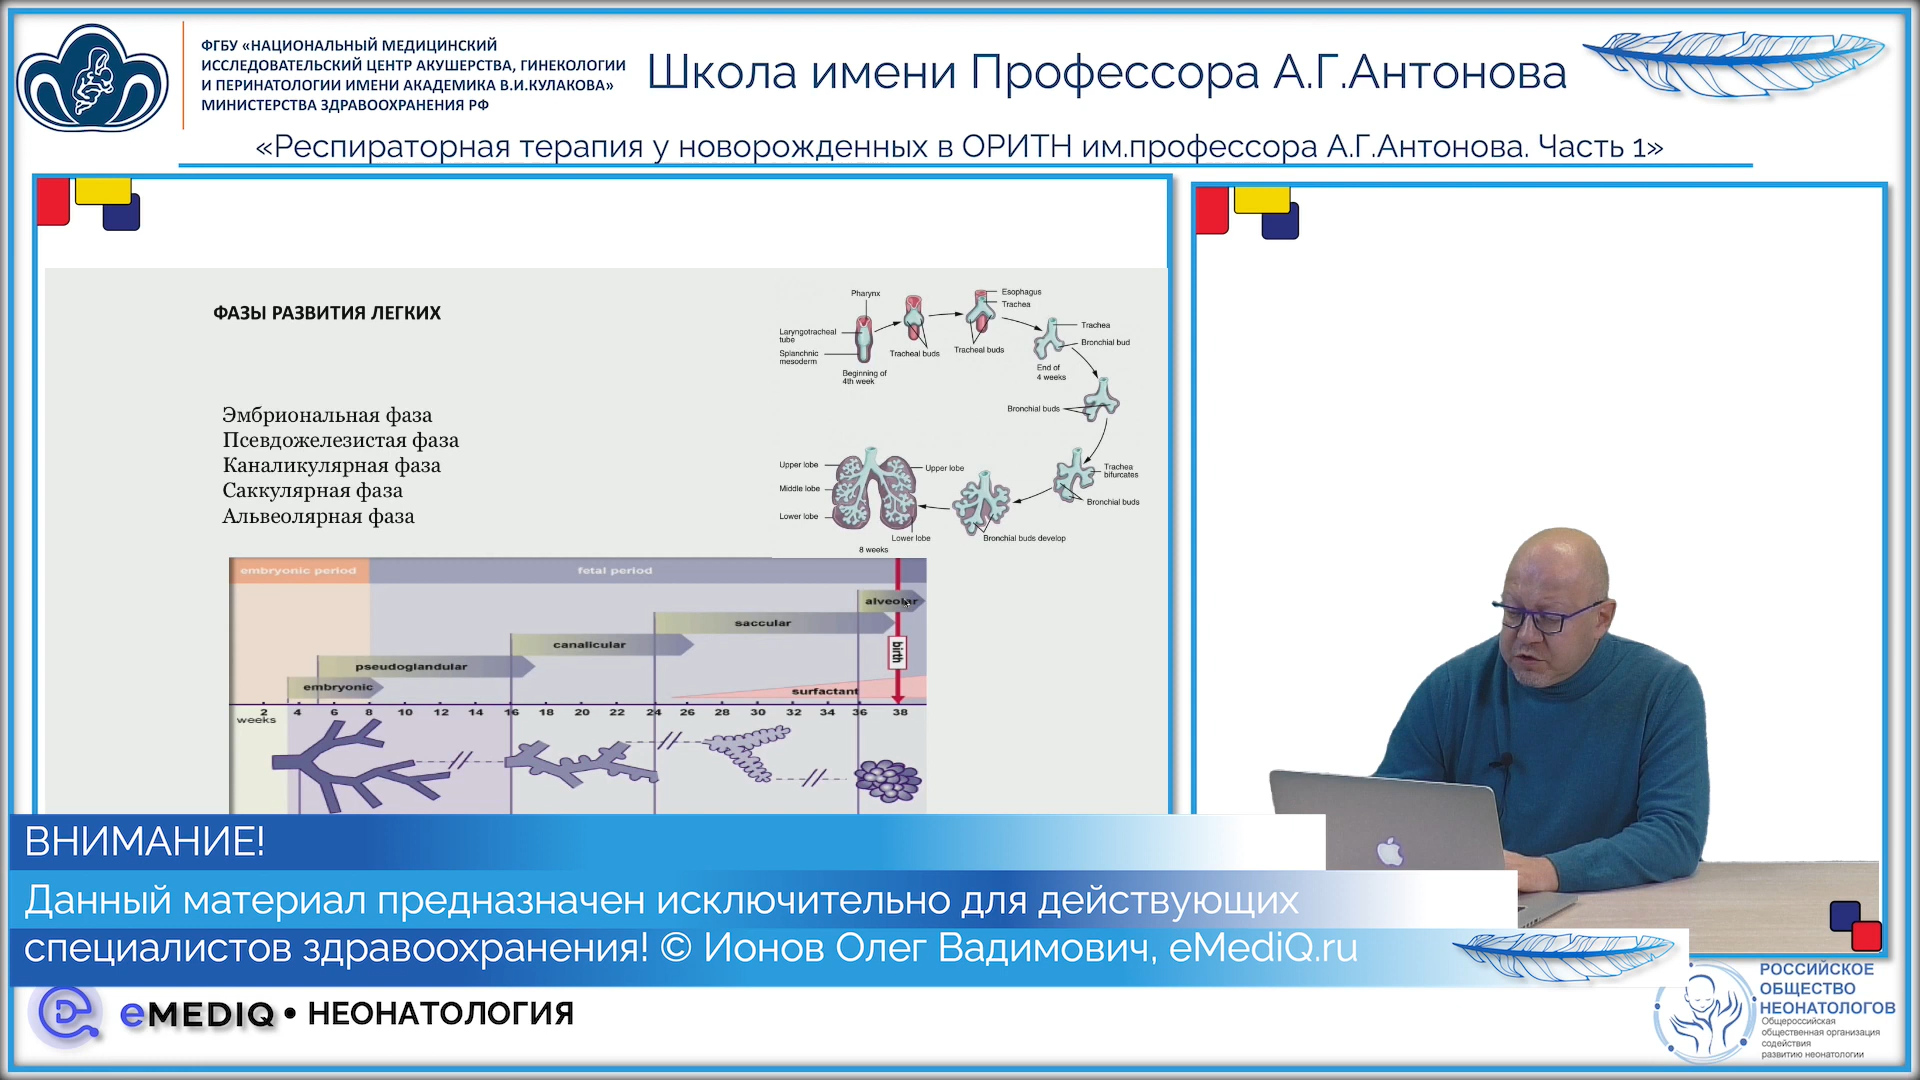 ФГБУ «НАЦИОНАЛЬНЫЙ МЕДИЦИНСКИЙ
ИССЛЕДОВАТЕЛЬСКИЙ ЦЕНТР АКУШЕРСТВА, ГИНЕКОЛОГИИ
И ПЕРИНАТОЛОГИИ ИМЕНИ АКАДЕМИКА В.И.КУЛАКОВА»
МИНИСТЕРСТВА ЗДРАВООХРАНЕНИЯ РФ
Школа имени Профессора А.Г.Антонова
«Респираторная терапия у новорожденных в ОРИТН им.профессора А.Г.Антонова. Часть 1»
ФАЗЫ РАЗВИТИЯ ЛЕГКИХ
Эмбриональная фаза
Псевдожелезистая фаза
Каналикулярная фаза
Саккулярная фаза
Альвеолярная фаза
Pharynx
Laryngotracheal
tube
Splanchnic
mesoderm
Beginning of
4th week
Tracheal buds
Esophagus
Trachea
Tracheal buds
Trachea
Bronchial bud
End of
4 weeks
Bronchial buds
Trachea
bifurcates
Bronchial buds
Bronchial buds develop
Upper lobe
Middle lobe
Lower lobe
Upper lobe
Lower lobe
8 weeks
embryonic period
fetal period
alveolar
saccular
canalicular
pseudoglandular
embryonic
birth
surfactant
2 4 6 8 10 12 14 16 18 20 22 24 26 28 30 32 34 36 38
weeks
ВНИМАНИЕ!
Данный материал предназначен исключительно для действующих
специалистов здравоохранения! © Ионов Олег Вадимович, eMediQ.ru
eMEDIQ • НЕОНАТОЛОГИЯ
РОССИЙСКОЕ
ОБЩЕСТВО
НЕОНАТОЛОГОВ
Общероссийская
общественная организация
содействия
развитию неонатологии